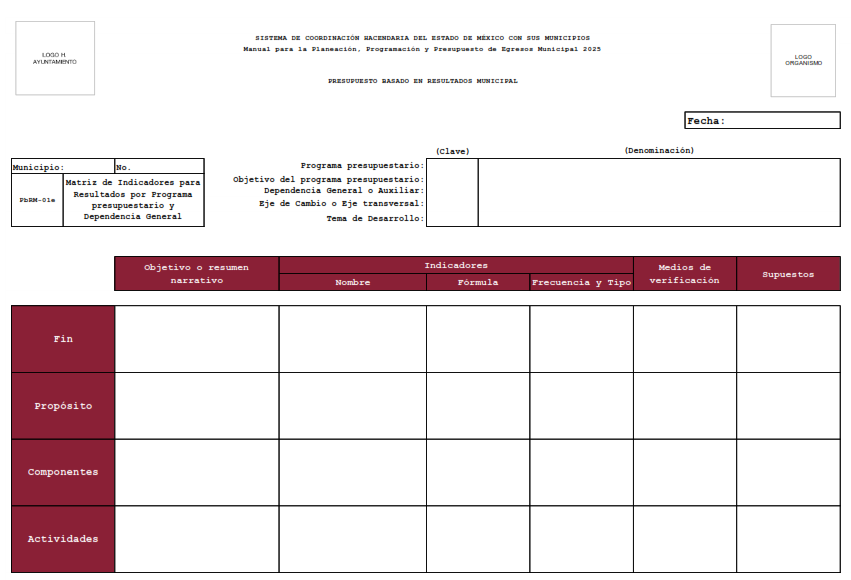 LOGO H.
AYUNTAMIENTO
SISTEMA DE COORDINACIÓN HACENDARIA DEL ESTADO DE MÉXICO CON SUS MUNICIPIOS
Manual para la Planeación, Programación y Presupuesto de Egresos Municipal 2025
PRESUPUESTO BASADO EN RESULTADOS MUNICIPAL
LOGO
ORGANISMO
Fecha:
(Clave) (Denominación)
Municipio: No.
PbRM-01e
Matriz de Indicadores para
Resultados por Programa
presupuestario y
Dependencia General
Programa presupuestario:
Objetivo del programa presupuestario:
Dependencia General o Auxiliar:
Eje de Cambio o Eje transversal:
Tema de Desarrollo:
Objetivo o resumen
narrativo
Indicadores
Nombre Fórmula Frecuencia y Tipo
Medios de
verificación
Supuestos
Fin
Propósito
Componentes
Actividades